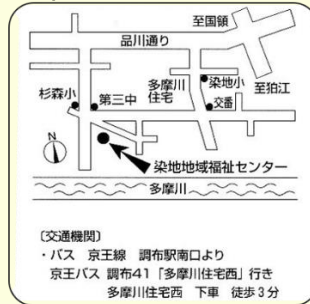 至国領
品川通り
杉森小
第三中
多摩川
住宅
染地小
交番
至狛江
N
染地地域福祉センター
多摩川
〔交通機関〕
・バス 京王線 調布駅南口より
京王バス 調布41「多摩川住宅西」行き
多摩川住宅西 下車 徒歩3分